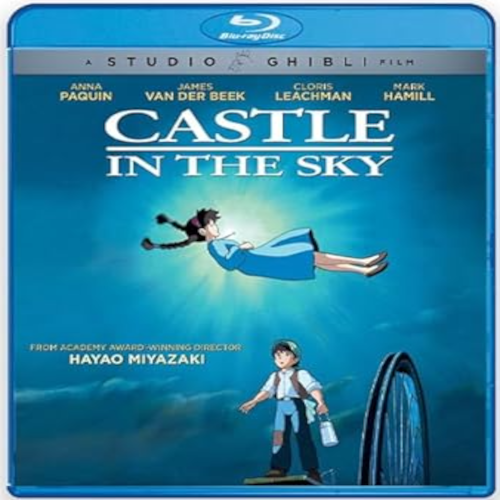 Blu-ray Disc
A STUDIO GHIBLI FILM
ANNA PAQUIN
JAMES VAN DER BEEK
CLORIS LEACHMAN
MARK HAMILL
CASTLE
IN THE SKY
FROM ACADEMY AWARD-WINNING DIRECTOR
HAYAO MIYAZAKI